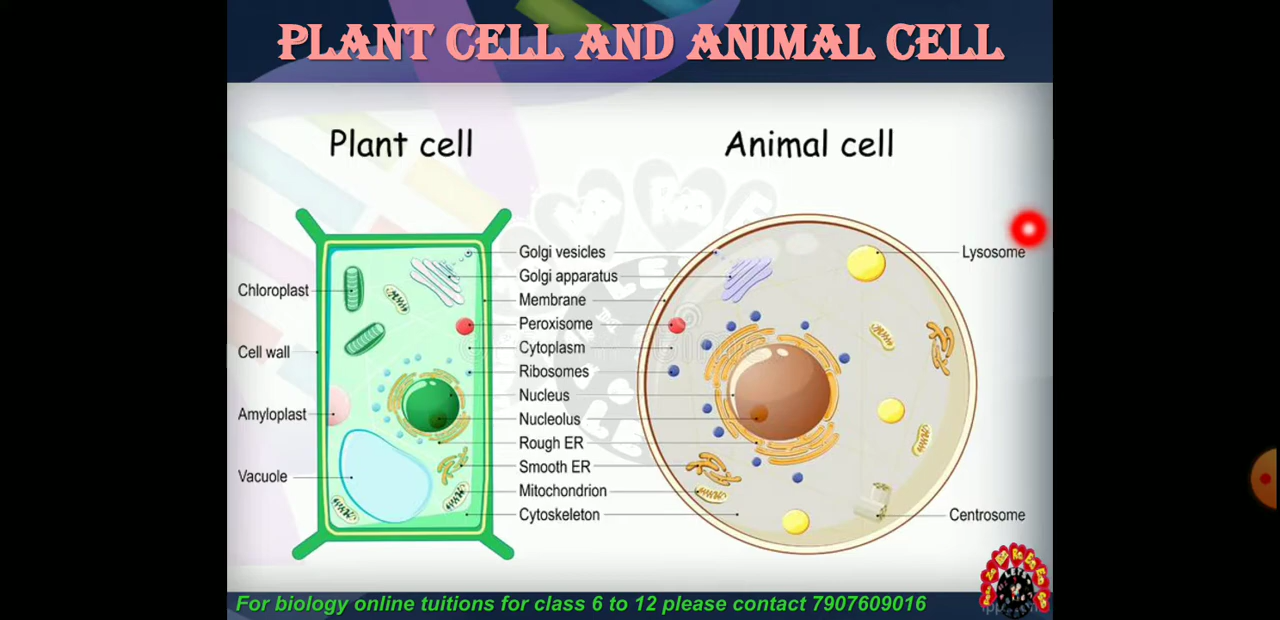 PLANT CELL AND ANIMAL CELL
Plant cell
Animal cell
Chloroplast
Cell wall
Amyloplast
Vacuole
Golgi vesicles
Golgi apparatus
Membrane
Peroxisome
Cytoplasm
Ribosomes
Nucleus
Nucleolus
Rough ER
Smooth ER
Mitochondrion
Cytoskeleton
Lysosome
Centrosome
For biology online tuitions for class 6 to 12 please contact 7907609016